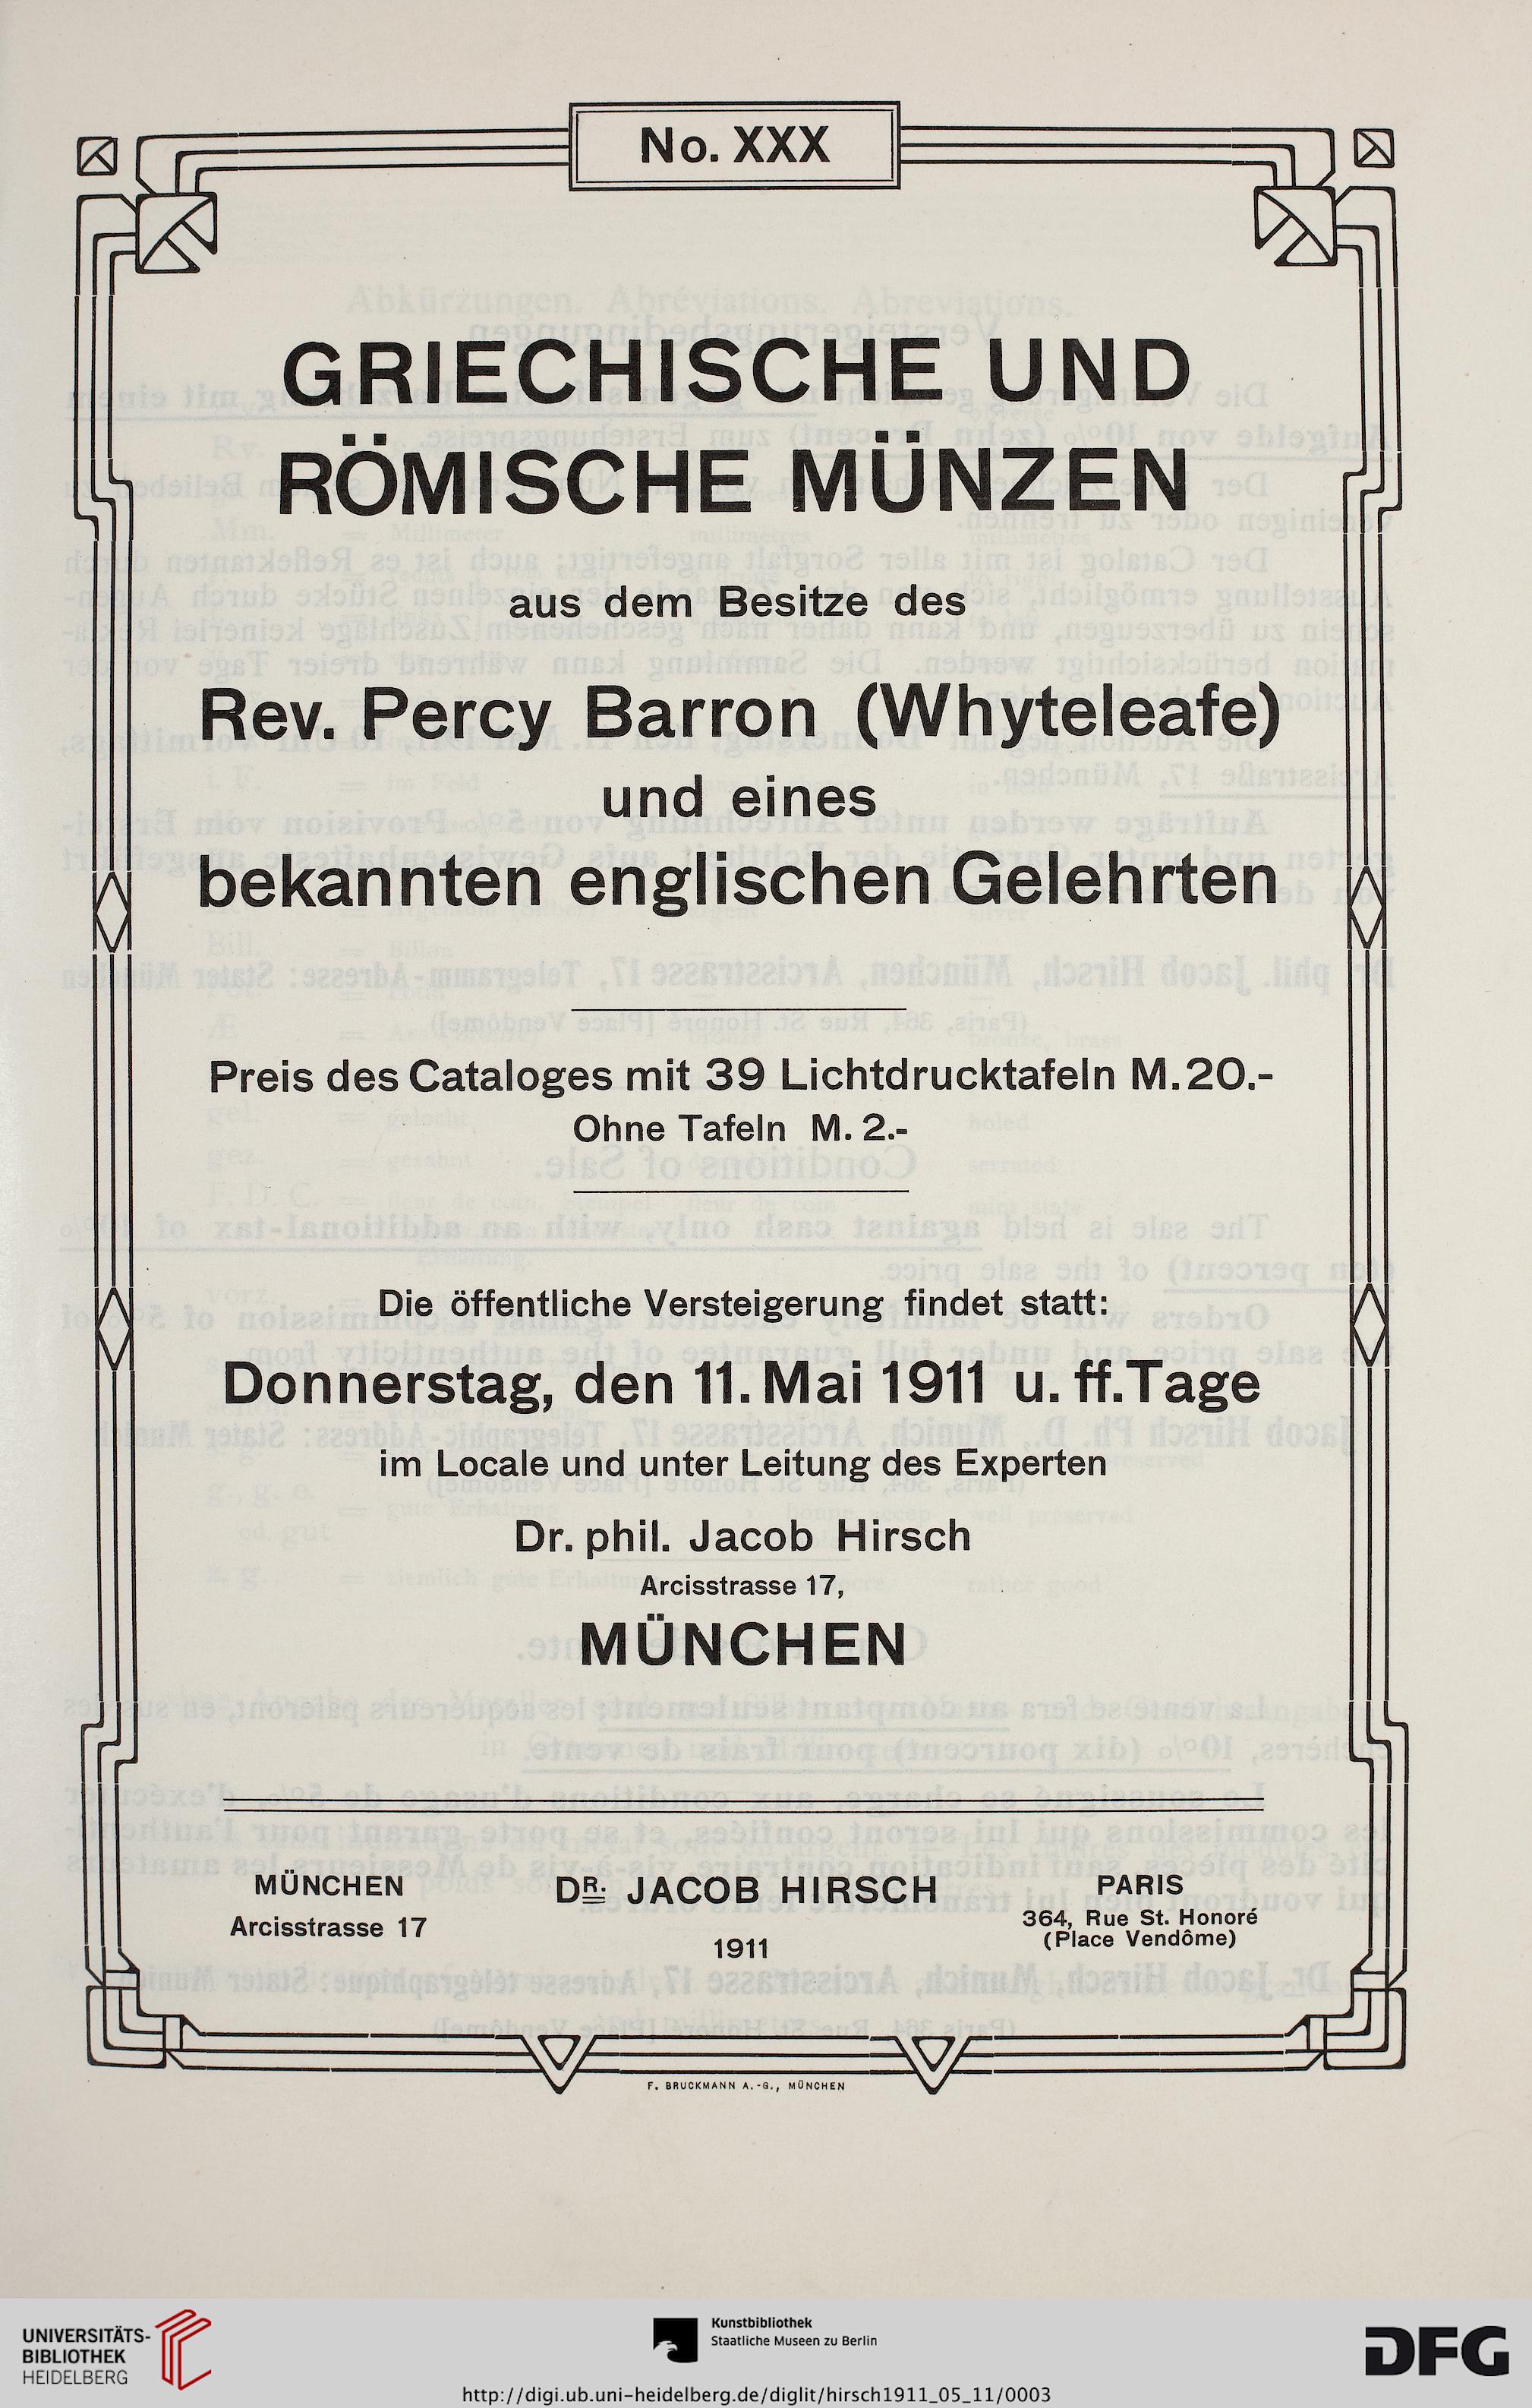 No. XXX
GRIECHISCHE UND
RÖMISCHE MÜNZEN
aus dem Besitze des
Rev. Percy Barron (Whyteleafe)
und eines
bekannten englischen Gelehrten
Preis des Cataloges mit 39 Lichtdrucktafeln M. 20.-
Ohne Tafeln M. 2.-
Die öffentliche Versteigerung findet statt:
Donnerstag, den 11. Mai 1911 u. ff. Tage
im Locale und unter Leitung des Experten
Dr. phil. Jacob Hirsch
Arcisstrasse 17,
MÜNCHEN
MÜNCHEN
Arcisstrasse 17
DR. JACOB HIRSCH
1911
PARIS
364, Rue St. Honoré
(Place Vendôme)
F. BRUCKMANN A.-G., MÜNCHEN
UNIVERSITÄTS-
BIBLIOTHEK
HEIDELBERG
Kunstbibliothek
Staatliche Museen zu Berlin
DFG
http://digi.ub.uni-heidelberg.de/diglit/hirsch1911_05_11/0003